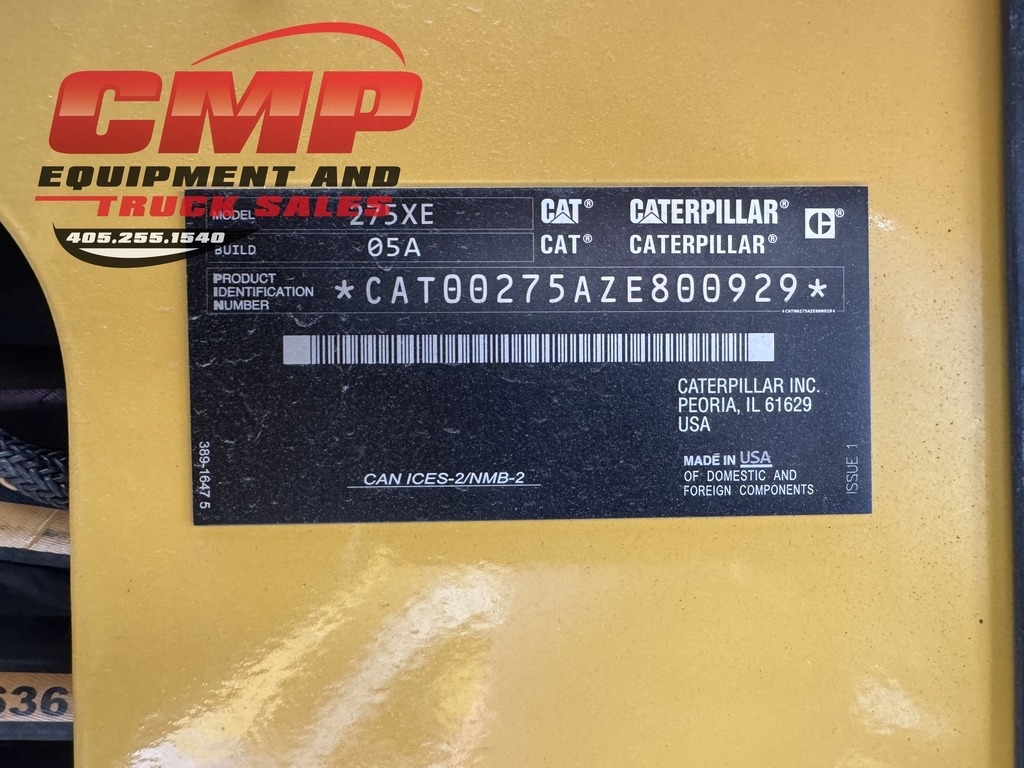 CMP
EQUIPMENT AND
TRUCK SALES
405.255.1540
MODEL 275XE
BUILD 05A
CAT® CATERPILLAR® C®
CAT® CATERPILLAR®
PRODUCT
IDENTIFICATION
NUMBER
*CAT00275AZE800929*
*CAT00275AZE800929*
CATERPILLAR INC.
PEORIA, IL 61629
USA
MADE IN USA
OF DOMESTIC AND
FOREIGN COMPONENTS
CAN ICES-2/NMB-2
389-1647 5
ISSUE 1
636